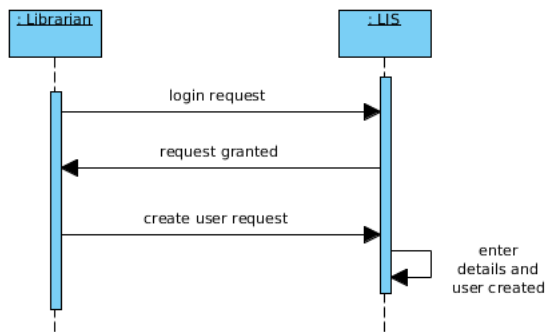 : Librarian
: LIS
login request
request granted
create user request
enter
details and
user created